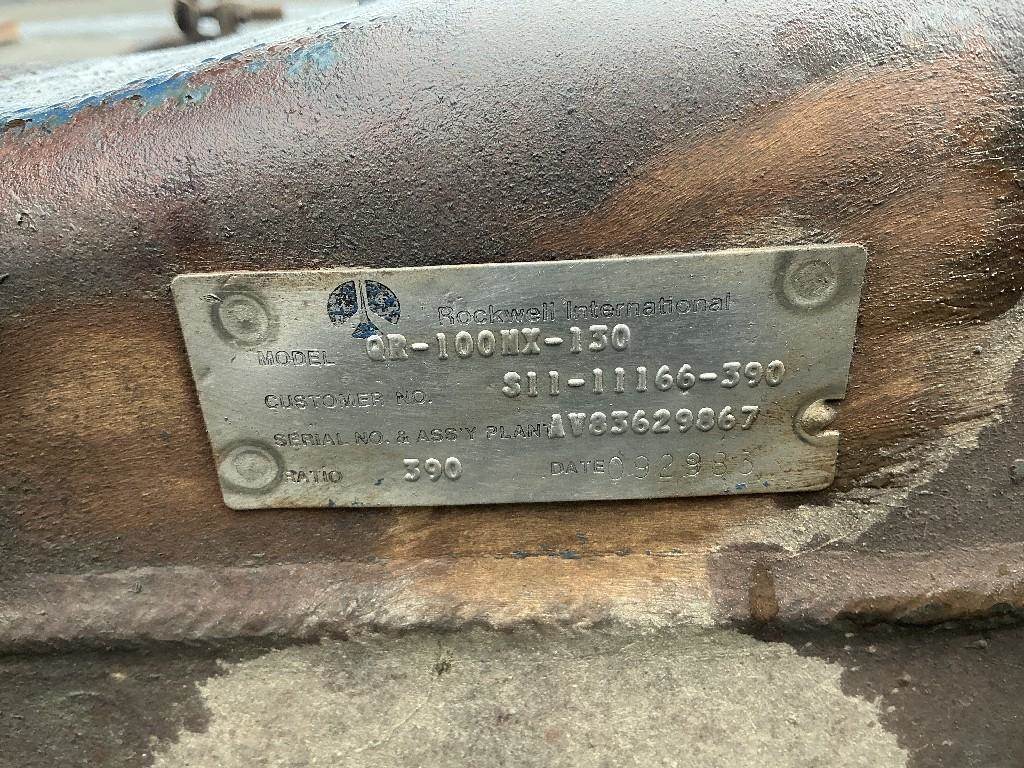 Rockwell International
MODEL QR-100NX-130
CUSTOMER NO. S11-11166-390
SERIAL NO. & ASS'Y PLANT AV83629867
RATIO 390 DATE 092983